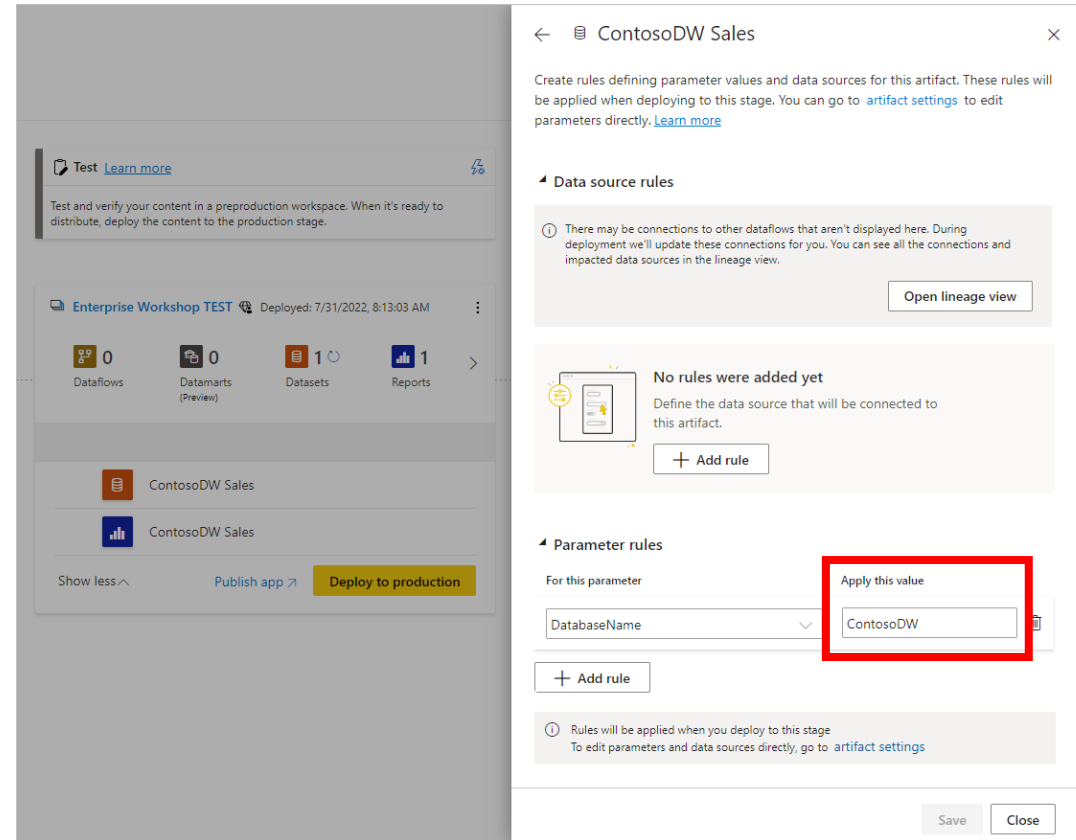 Test Learn more
Test and verify your content in a preproduction workspace. When it's ready to
distribute, deploy the content to the production stage.
Enterprise Workshop TEST Deployed: 7/31/2022, 8:13:03 AM
0 0 1 1
Dataflows Datamarts Datasets Reports
(Preview)
ContosoDW Sales
ContosoDW Sales
Show less Publish app Deploy to production
ContosoDW Sales
Create rules defining parameter values and data sources for this artifact. These rules will
be applied when deploying to this stage. You can go to artifact settings to edit
parameters directly. Learn more
Data source rules
There may be connections to other dataflows that aren't displayed here. During
deployment we'll update these connections for you. You can see all the connections and
impacted data sources in the lineage view.
Open lineage view
No rules were added yet
Define the data source that will be connected to
this artifact.
Add rule
Parameter rules
For this parameter Apply this value
DatabaseName ContosoDW
Add rule
Rules will be applied when you deploy to this stage
To edit parameters and data sources directly, go to artifact settings
Save Close